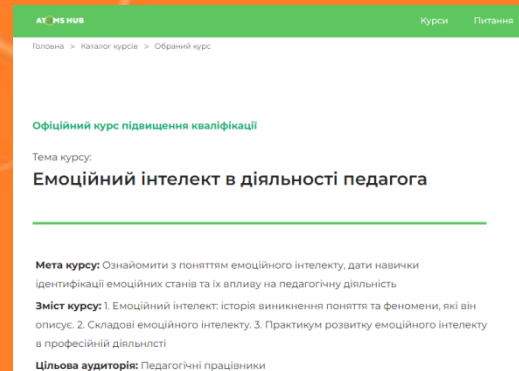 ATOMS HUB
Курси Питання
Головна > Каталог курсів > Обраний курс
Офіційний курс підвищення кваліфікації
Тема курсу:
Емоційний інтелект в діяльності педагога
Мета курсу: Ознайомити з поняттям емоційного інтелекту, дати навички
ідентифікації емоційних станів та їх впливу на педагогічну діяльність
Зміст курсу: 1. Емоційний інтелект: історія виникнення поняття та феномени, які він
описує. 2. Складові емоційного інтелекту. 3. Практикум розвитку емоційного інтелекту
в професійній діяльнлсті
Цільова аудиторія: Педагогічні працівники